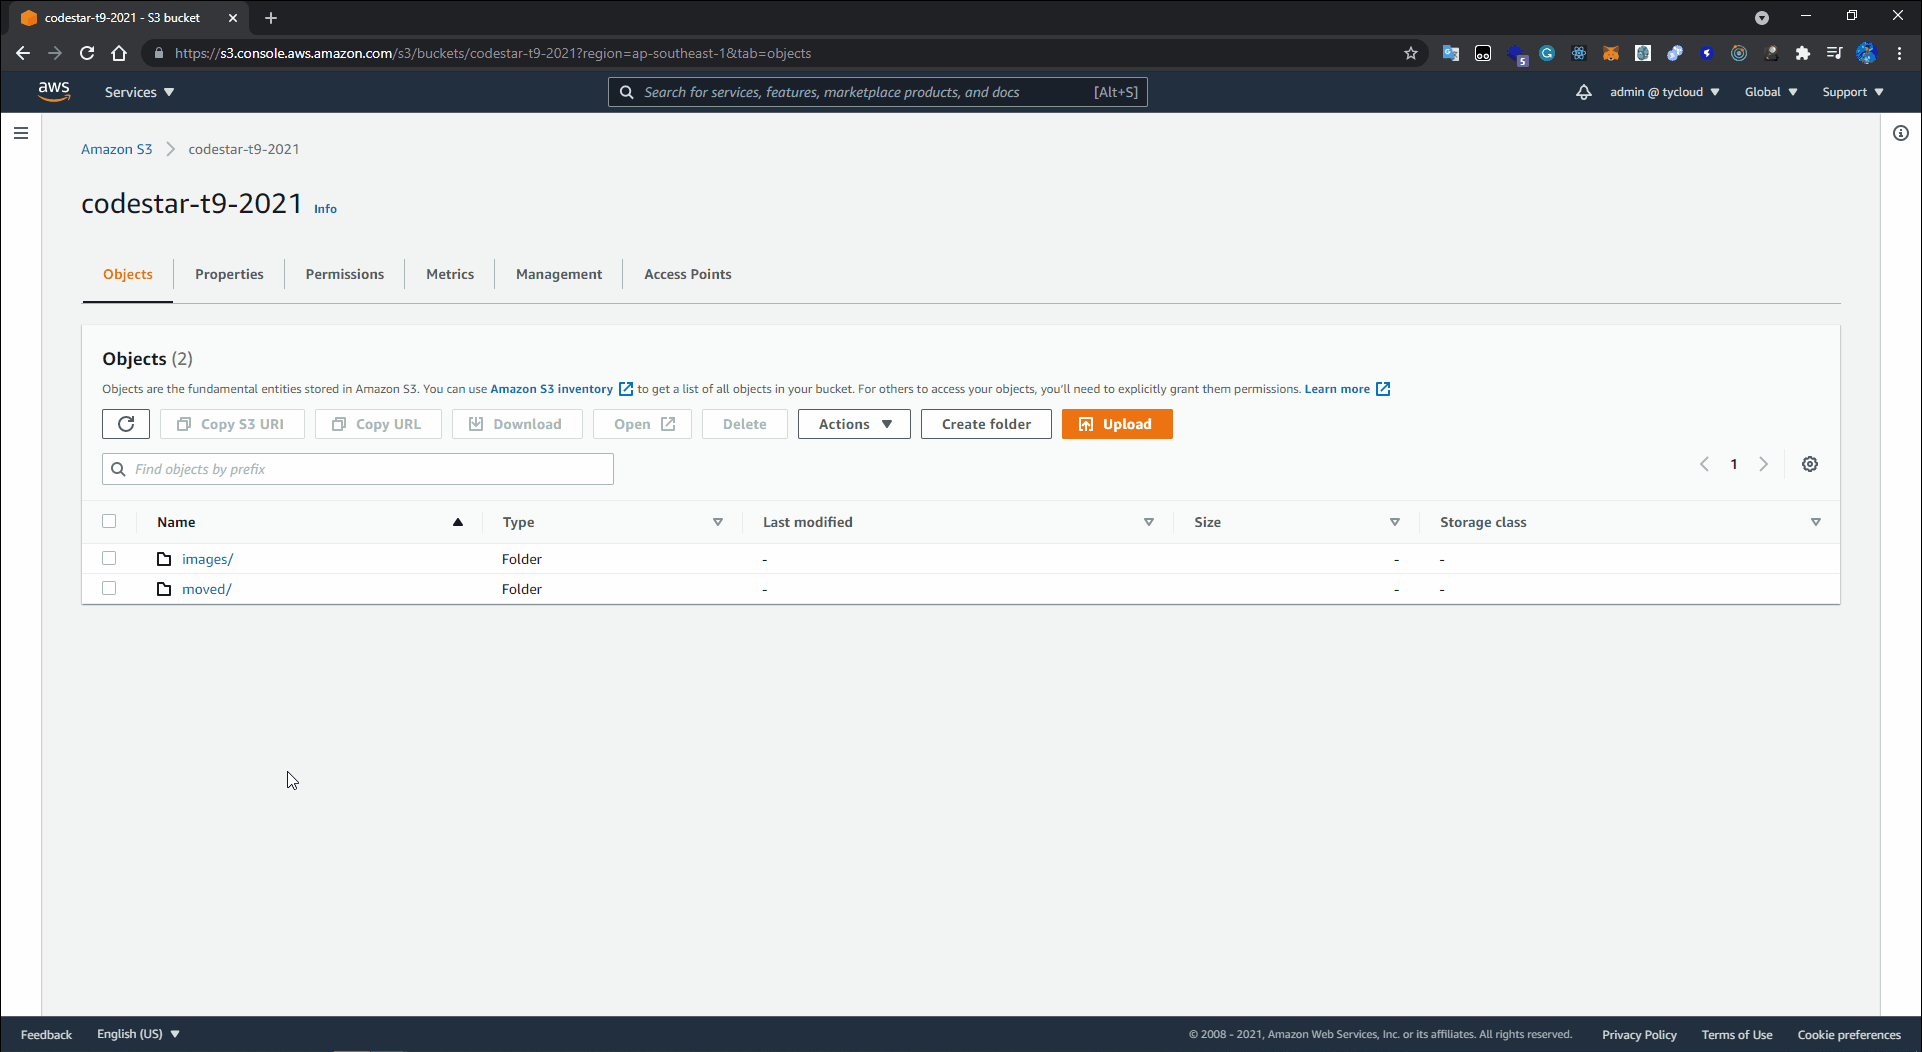 codestar-t9-2021 - S3 bucket
https://s3.console.aws.amazon.com/s3/buckets/codestar-t9-2021?region=ap-southeast-1&tab=objects
5
aws Services Search for services, features, marketplace products, and docs [Alt+S] admin @ tycloud Global Support
Amazon S3 codestar-t9-2021
codestar-t9-2021 Info
Objects Properties Permissions Metrics Management Access Points
Objects (2)
Objects are the fundamental entities stored in Amazon S3. You can use Amazon S3 inventory to get a list of all objects in your bucket. For others to access your objects, you'll need to explicitly grant them permissions. Learn more
Copy S3 URI Copy URL Download Open Delete Actions Create folder Upload
Find objects by prefix 1
Name Type Last modified Size Storage class
images/ Folder - - -
moved/ Folder - - -
Feedback English (US) © 2008 - 2021, Amazon Web Services, Inc. or its affiliates. All rights reserved. Privacy Policy Terms of Use Cookie preferences